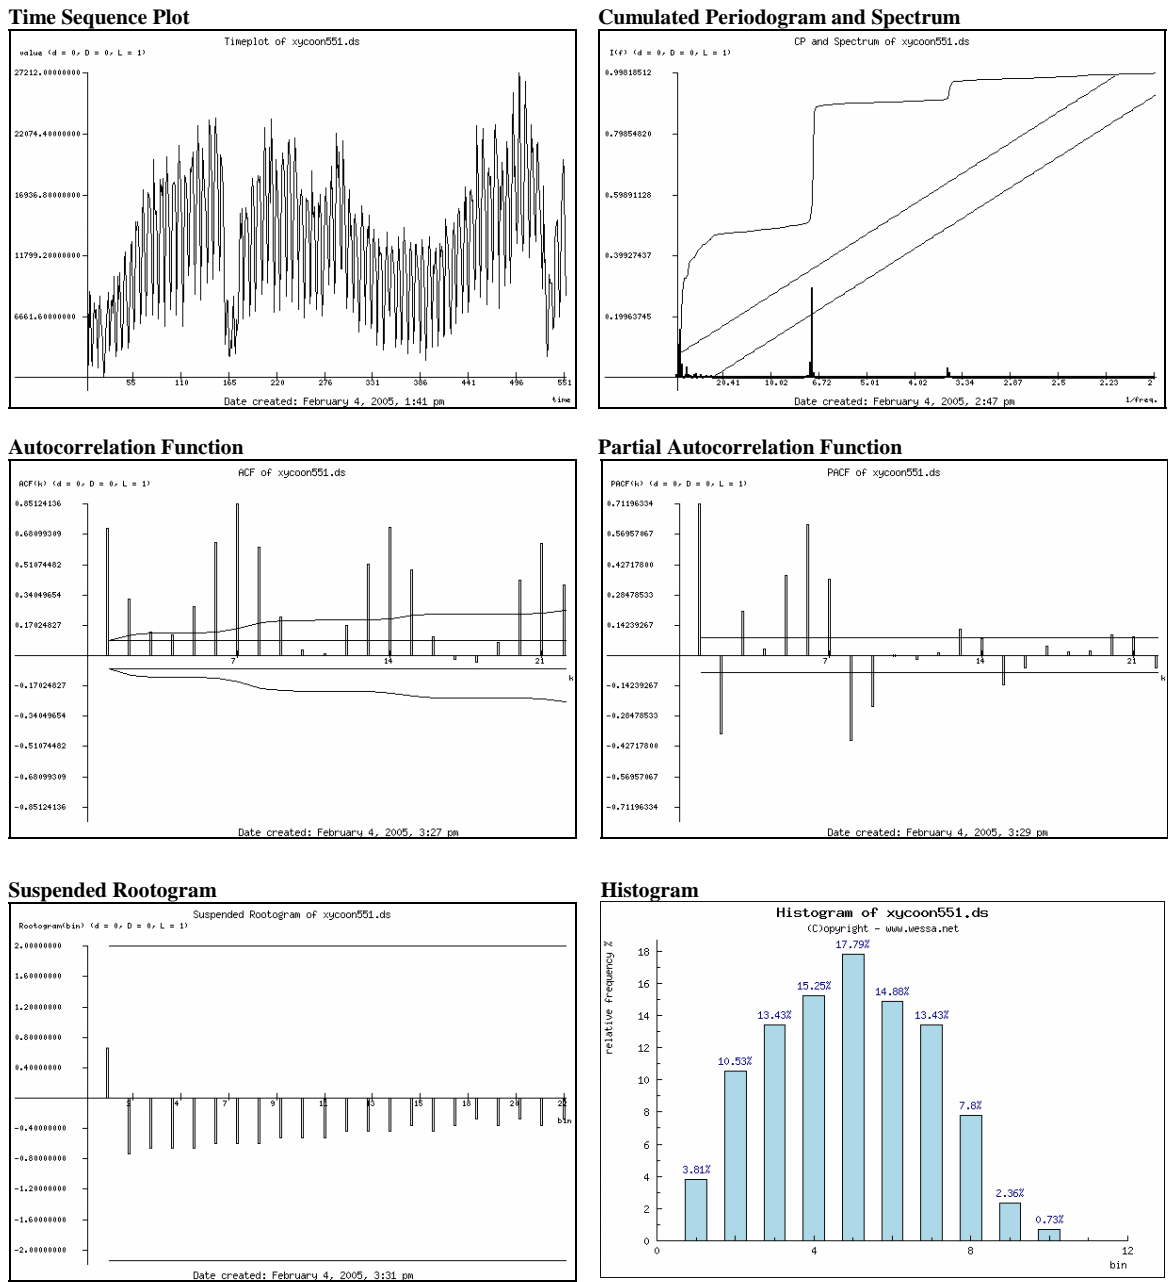 Time Sequence Plot
Timeplot of xycoon551.ds
value (d = 0, D = 0, L = 1)
27212.00000000
22074.40000000
16936.80000000
11799.20000000
6661.60000000
55 110 165 220 276 331 386 441 496 551
time
Date created: February 4, 2005, 1:41 pm
Cumulated Periodogram and Spectrum
CP and Spectrum of xycoon551.ds
I(f) (d = 0, D = 0, L = 1)
0.99818512
0.79854820
0.59891128
0.39927437
0.19963745
20.41 10.02 6.72 5.01 4.02 3.34 2.87 2.5 2.23 2
1/freq.
Date created: February 4, 2005, 2:47 pm
Autocorrelation Function
ACF of xycoon551.ds
ACF(k) (d = 0, D = 0, L = 1)
0.85124136
0.68099309
0.51074482
0.34049654
0.17024827
7 14 21
k
-0.17024827
-0.34049654
-0.51074482
-0.68099309
-0.85124136
Date created: February 4, 2005, 3:27 pm
Partial Autocorrelation Function
PACF of xycoon551.ds
PACF(k) (d = 0, D = 0, L = 1)
0.71196334
0.56957067
0.42717800
0.28478533
0.14239267
7 14 21
k
-0.14239267
-0.28478533
-0.42717800
-0.56957067
-0.71196334
Date created: February 4, 2005, 3:29 pm
Suspended Rootogram
Suspended Rootogram of xycoon551.ds
Rootogram(bin) (d = 0, D = 0, L = 1)
2.00000000
1.60000000
1.20000000
0.80000000
0.40000000
4 7 9 11 13 18 20 22
bin
-0.40000000
-0.80000000
-1.20000000
-1.60000000
-2.00000000
Date created: February 4, 2005, 3:31 pm
Histogram
Histogram of xycoon551.ds
(C)opyright - www.wessa.net
relative frequency %
18
16
14
12
10
8
6
4
2
0
3.81%
10.53%
13.43%
15.25%
17.79%
14.88%
13.43%
7.8%
2.36%
0.73%
0 4 8 12
bin